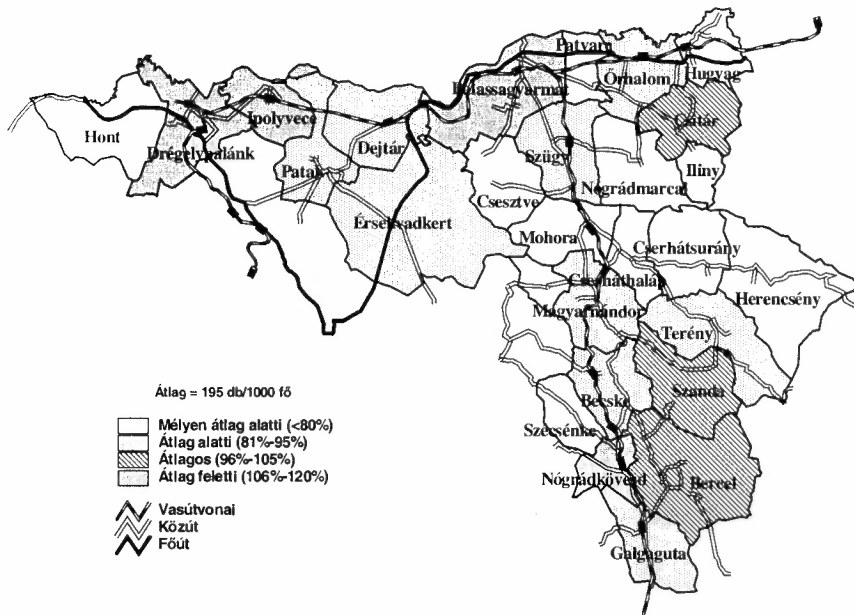 Patvarc
Őrhalom
Hugyag
Balassagyarmat
Csitár
Hont
Ipolyvece
Drégelypalánk
Dejtár
Patak
Szügy
Iliny
Nógrádmarcal
Csesztve
Érsekvadkert
Mohora
Cserhátsurány
Cserháthaláp
Herencsény
Magyarnándor
Terény
Átlag = 195 db/1000 fő
Szanda
Becske
Mélyen átlag alatti (<80%)
Átlag alatti (81%-95%)
Átlagos (96%-105%)
Átlag feletti (106%-120%)
Szécsénke
Nógrádkövesd
Bercel
Vasútvonai
Közút
Főút
Galgaguta